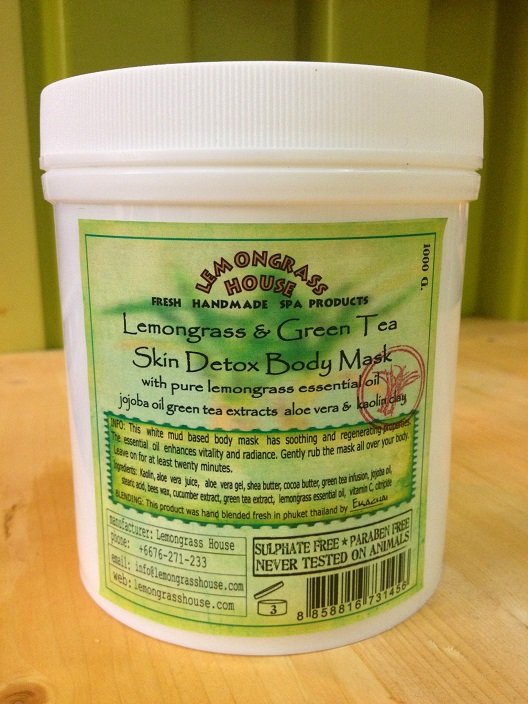 LEMONGRASS
HOUSE
FRESH HANDMADE SPA PRODUCTS
1000 G.
Lemongrass & Green Tea
Skin Detox Body Mask
with pure lemongrass essential oil
jojoba oil green tea extracts aloe vera & kaolin clay
INFO: This white mud based body mask has soothing and regenerating properties.
The essential oil enhances vitality and radiance. Gently rub the mask all over your body.
Leave on for at least twenty minutes.
Ingredients: Kaolin, aloe vera juice, aloe vera gel, shea butter, cocoa butter, green tea infusion, jojoba oil,
stearic acid, bees wax, cucumber extract, green tea extract, lemongrass essential oil, vitamin C, citricide
BLENDING: This product was hand blended fresh in phuket thailand by
manufacturer: Lemongrass House
phone: +6676-271-233
email: info@lemongrasshouse.com
web: lemongrasshouse.com
SULPHATE FREE * PARABEN FREE
NEVER TESTED ON ANIMALS
3
8 858816 731456